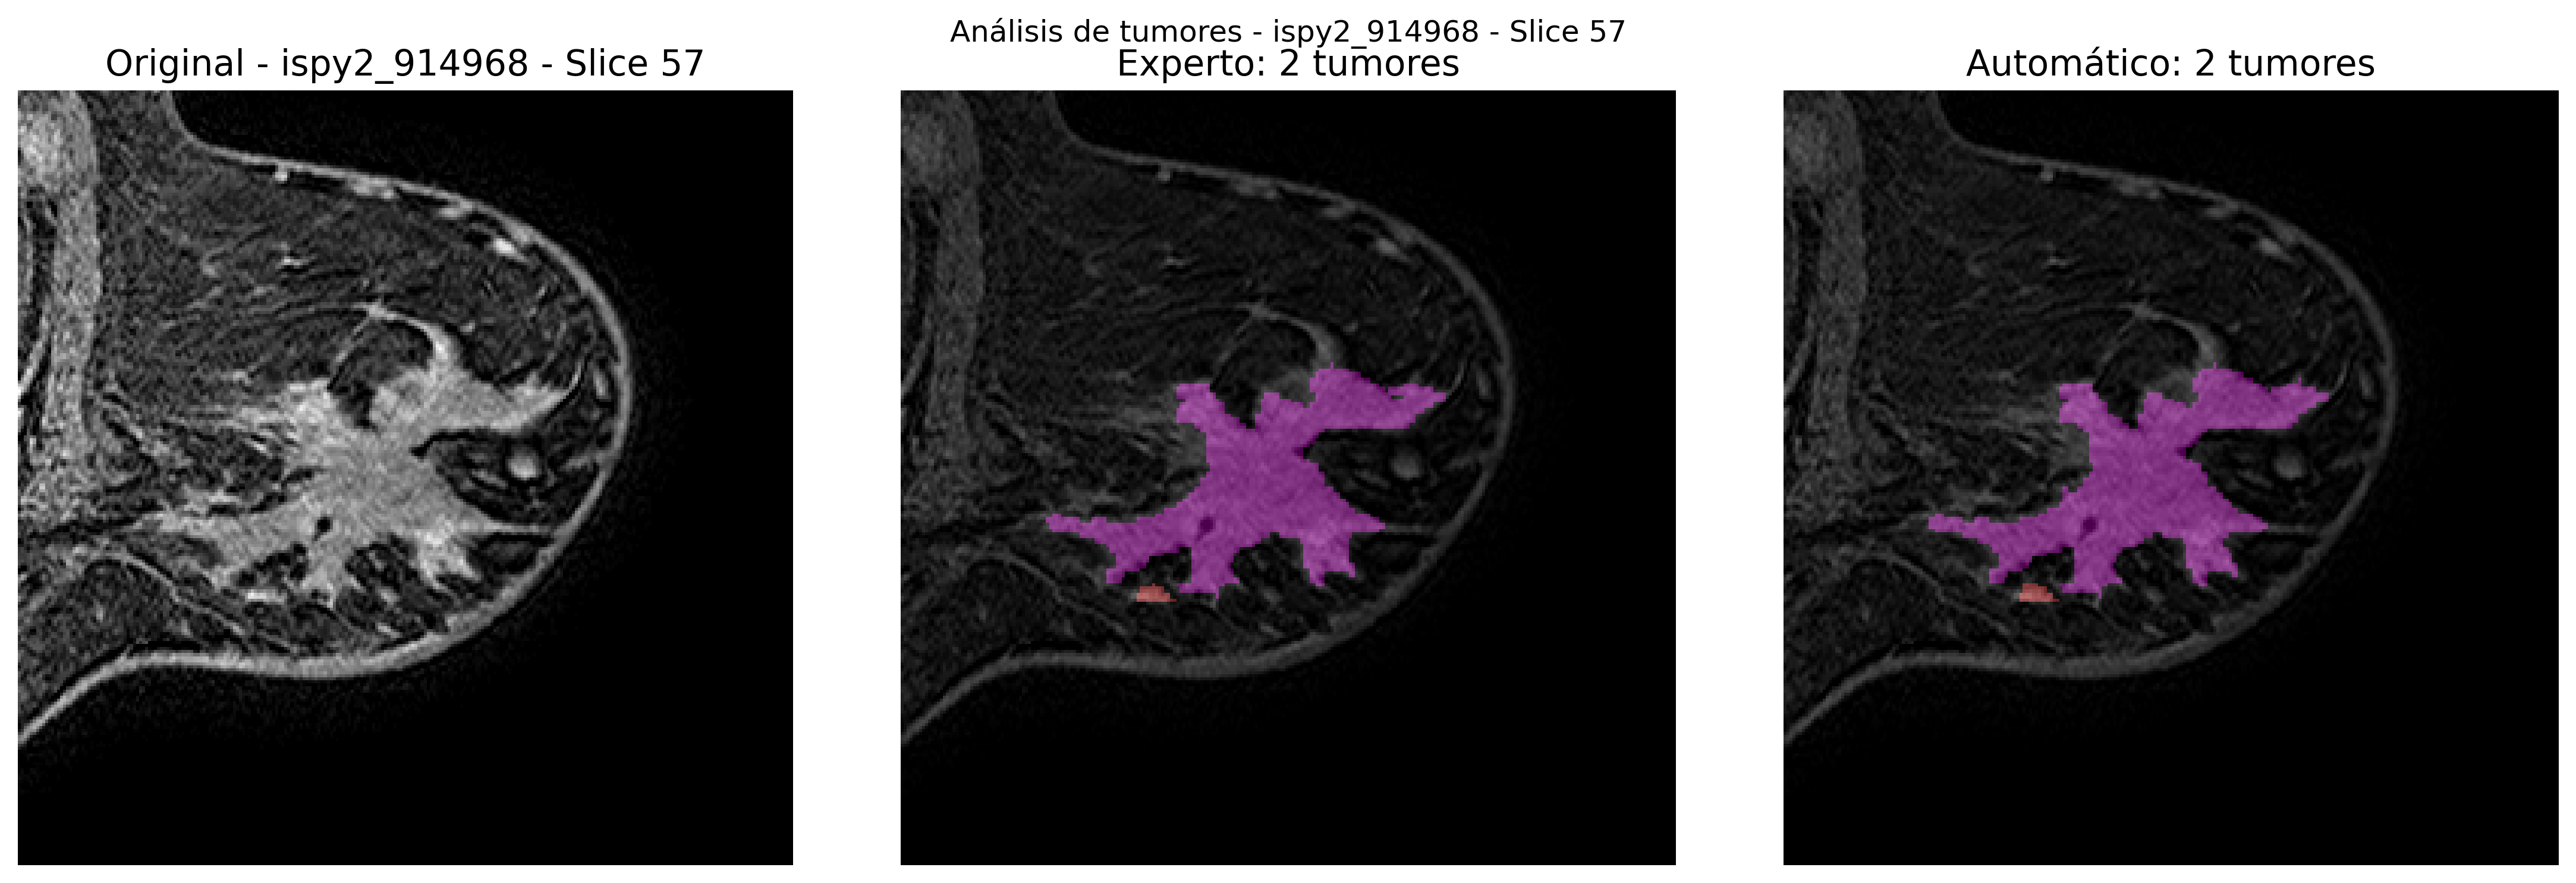 Análisis de tumores - ispy2_914968 - Slice 57
Original - ispy2_914968 - Slice 57
Experto: 2 tumores
Automático: 2 tumores